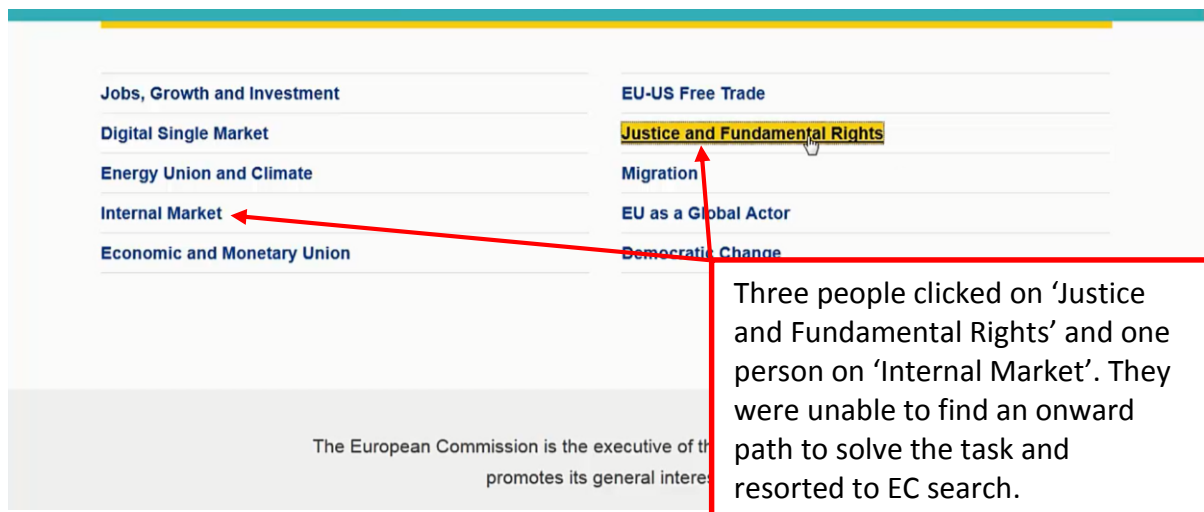 Jobs, Growth and Investment
EU-US Free Trade
Digital Single Market
Justice and Fundamental Rights
Energy Union and Climate
Migration
Internal Market
EU as a Global Actor
Economic and Monetary Union
Democratic Change
Three people clicked on ‘Justice
and Fundamental Rights’ and one
person on ‘Internal Market’. They
were unable to find an onward
path to solve the task and
resorted to EC search.
The European Commission is the executive of
promotes its general